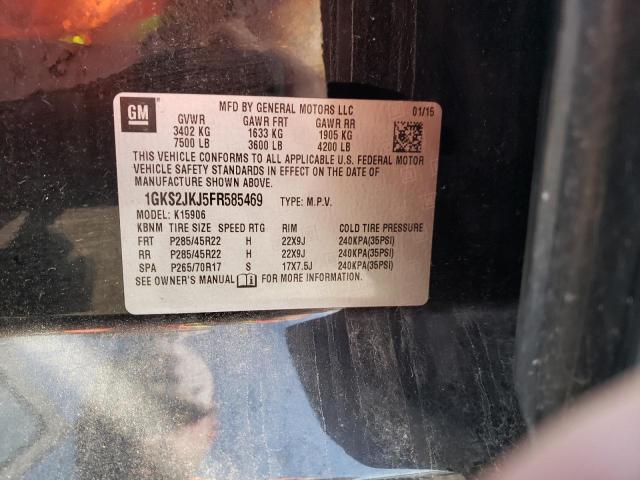 GM
MFD BY GENERAL MOTORS LLC 01/15
GVWR GAWR FRT GAWR RR
3402 KG 1633 KG 1905 KG
7500 LB 3600 LB 4200 LB
THIS VEHICLE CONFORMS TO ALL APPLICABLE U.S. FEDERAL MOTOR
VEHICLE SAFETY STANDARDS IN EFFECT ON THE DATE OF
MANUFACTURE SHOWN ABOVE.
1GKS2JKJ5FR585469 TYPE: M.P.V.
MODEL: K15906
KBNM TIRE SIZE SPEED RTG RIM COLD TIRE PRESSURE
FRT P285/45R22 H 22X9J 240KPA(35PSI)
RR P285/45R22 H 22X9J 240KPA(35PSI)
SPA P265/70R17 S 17X7.5J 240KPA(35PSI)
SEE OWNER'S MANUAL FOR MORE INFORMATION.